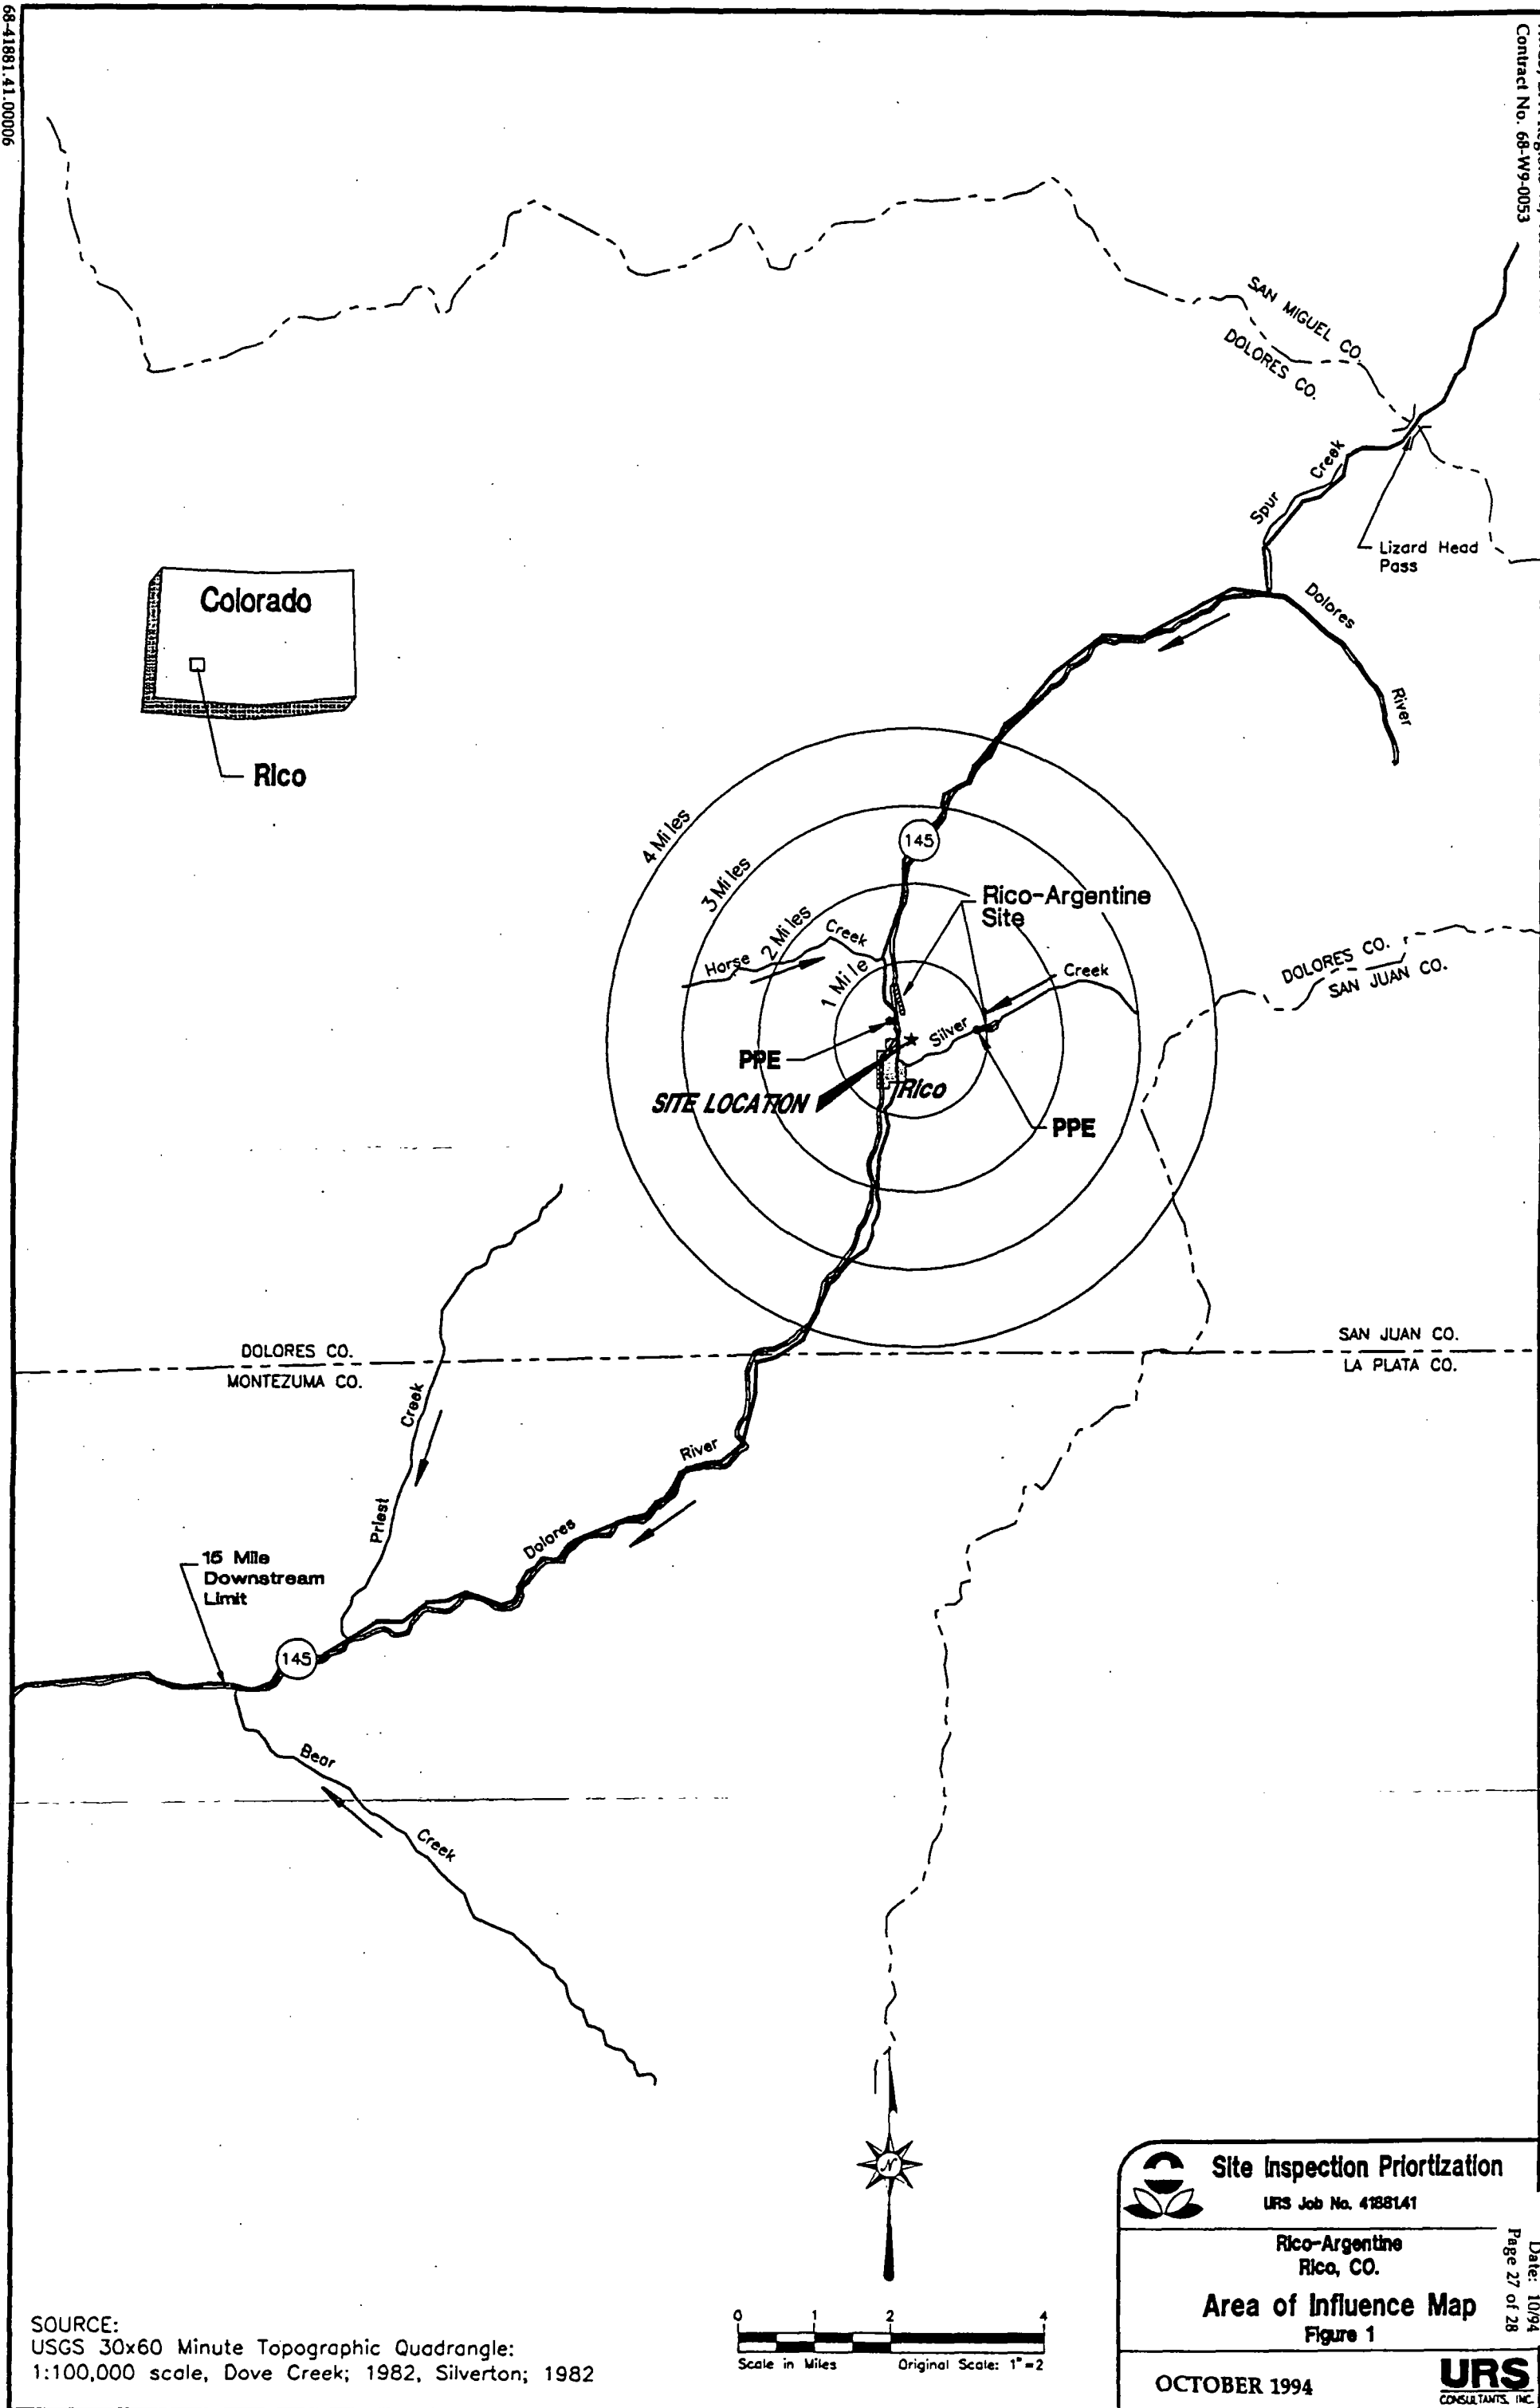 68-41881.41.00006
Contract No. 68-W9-0053
SAN MIGUEL CO.
DOLORES CO.
Spur Creek
Lizard Head
Pass
Dolores
River
Colorado
Rico
4 Miles
3 Miles
2 Miles
1 Mile
145
Rico-Argentine
Site
Horse Creek
Creek
Silver
DOLORES CO.
SAN JUAN CO.
PPE
SITE LOCATION
Rico
PPE
DOLORES CO.
MONTEZUMA CO.
SAN JUAN CO.
LA PLATA CO.
Creek
Priest
River
Dolores
15 Mile
Downstream
Limit
145
Bear
Creek
N
Site Inspection Priortization
URS Job No. 41881.41
Rico-Argentine
Rico, CO.
Area of Influence Map
Figure 1
Date: 10/94
Page 27 of 28
OCTOBER 1994
URS
CONSULTANTS, INC.
SOURCE:
USGS 30x60 Minute Topographic Quadrangle:
1:100,000 scale, Dove Creek; 1982, Silverton; 1982
0 1 2 4
Scale in Miles
Original Scale: 1"=2